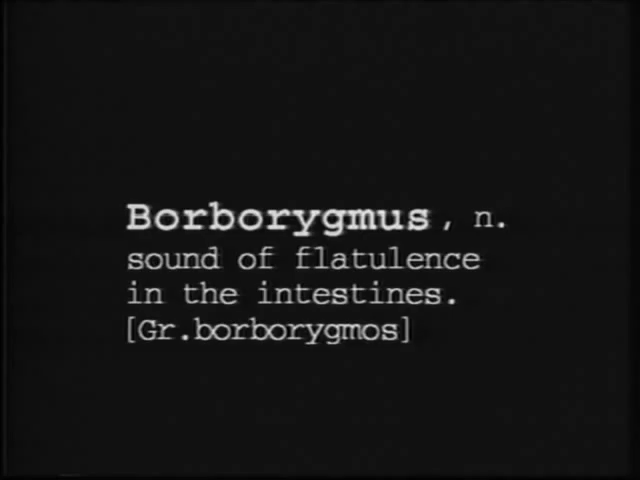 Borborygmus, n.
sound of flatulence
in the intestines.
[Gr.borborygmos]